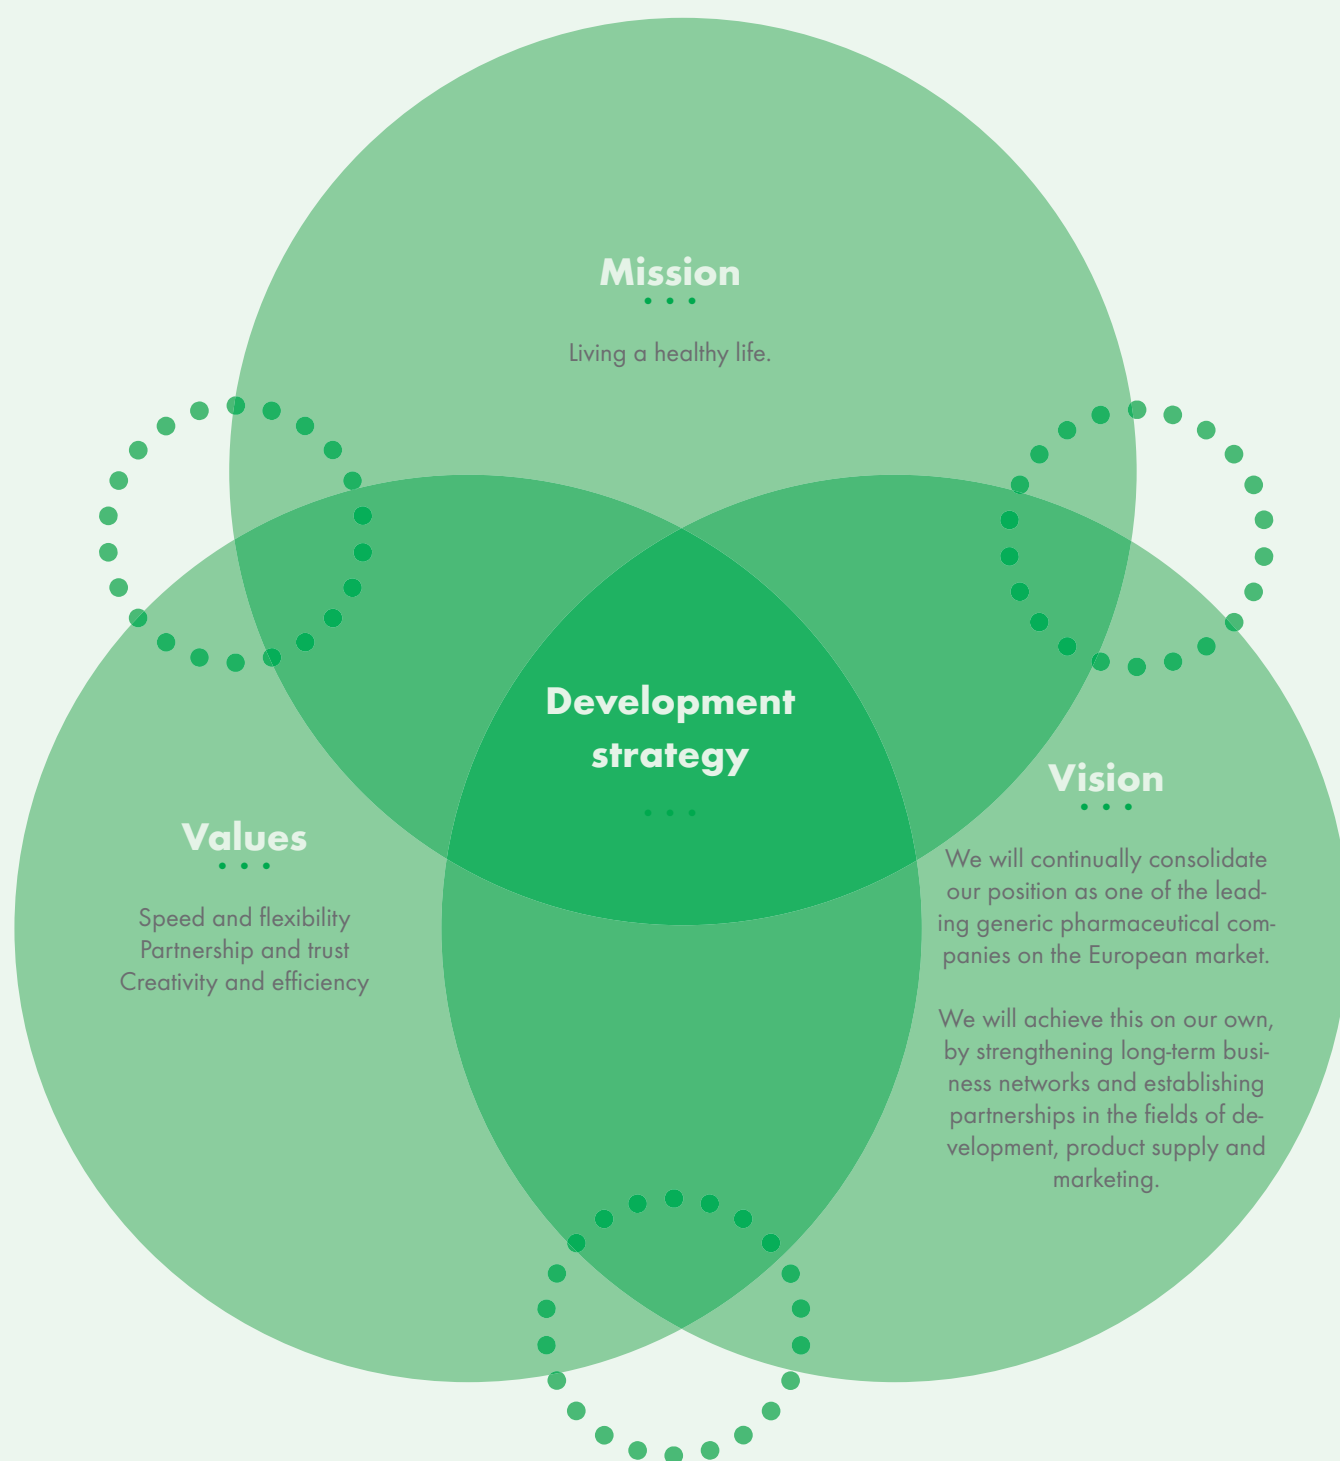 Mission
Living a healthy life.
Development
strategy
Values
Speed and flexibility
Partnership and trust
Creativity and efficiency
Vision
We will continually consolidate
our position as one of the lead-
ing generic pharmaceutical com-
panies on the European market.
We will achieve this on our own,
by strengthening long-term busi-
ness networks and establishing
partnerships in the fields of de-
velopment, product supply and
marketing.